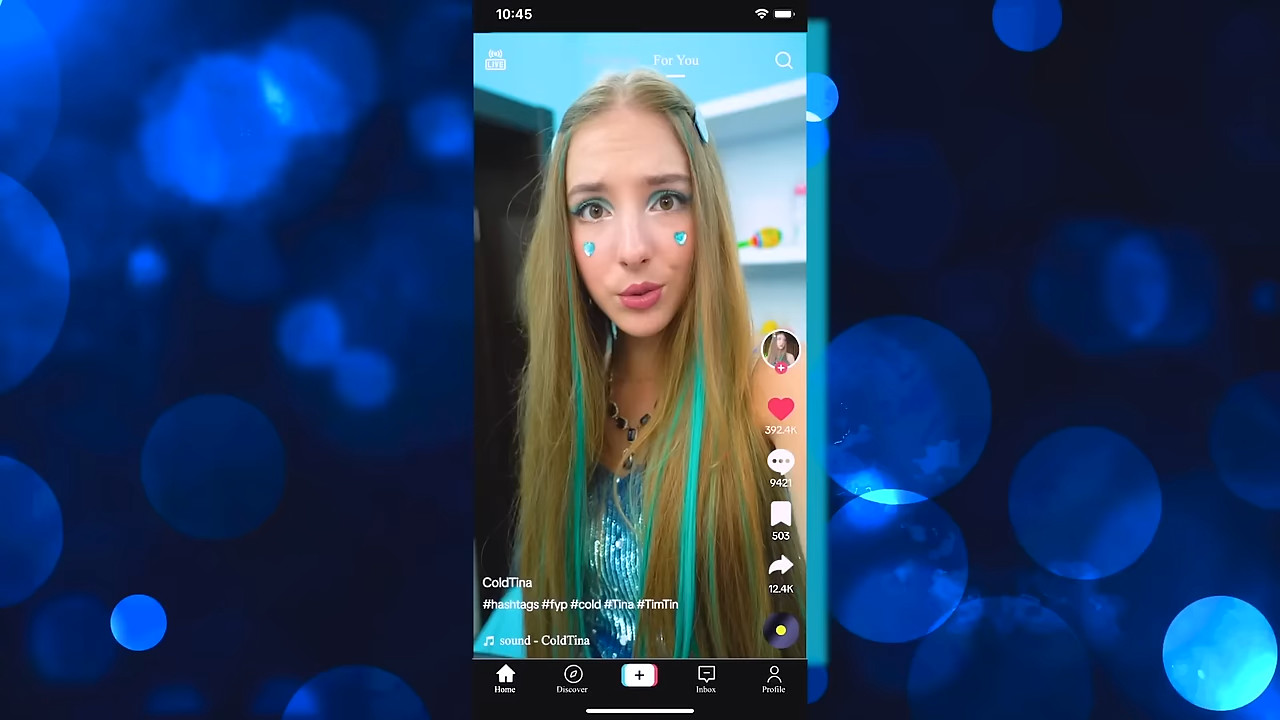 10:45
LIVE
For You
392.4K
9421
503
12.4K
ColdTina
#hashtags #fyp #cold #Tina #TimTin
sound - ColdTina
Home
Discover
Inbox
Profile